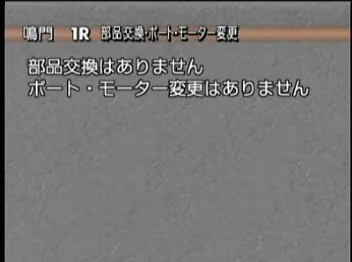 鳴門 1R 部品交換・ボート・モーター変更
部品交換はありません
ボート・モーター変更はありません